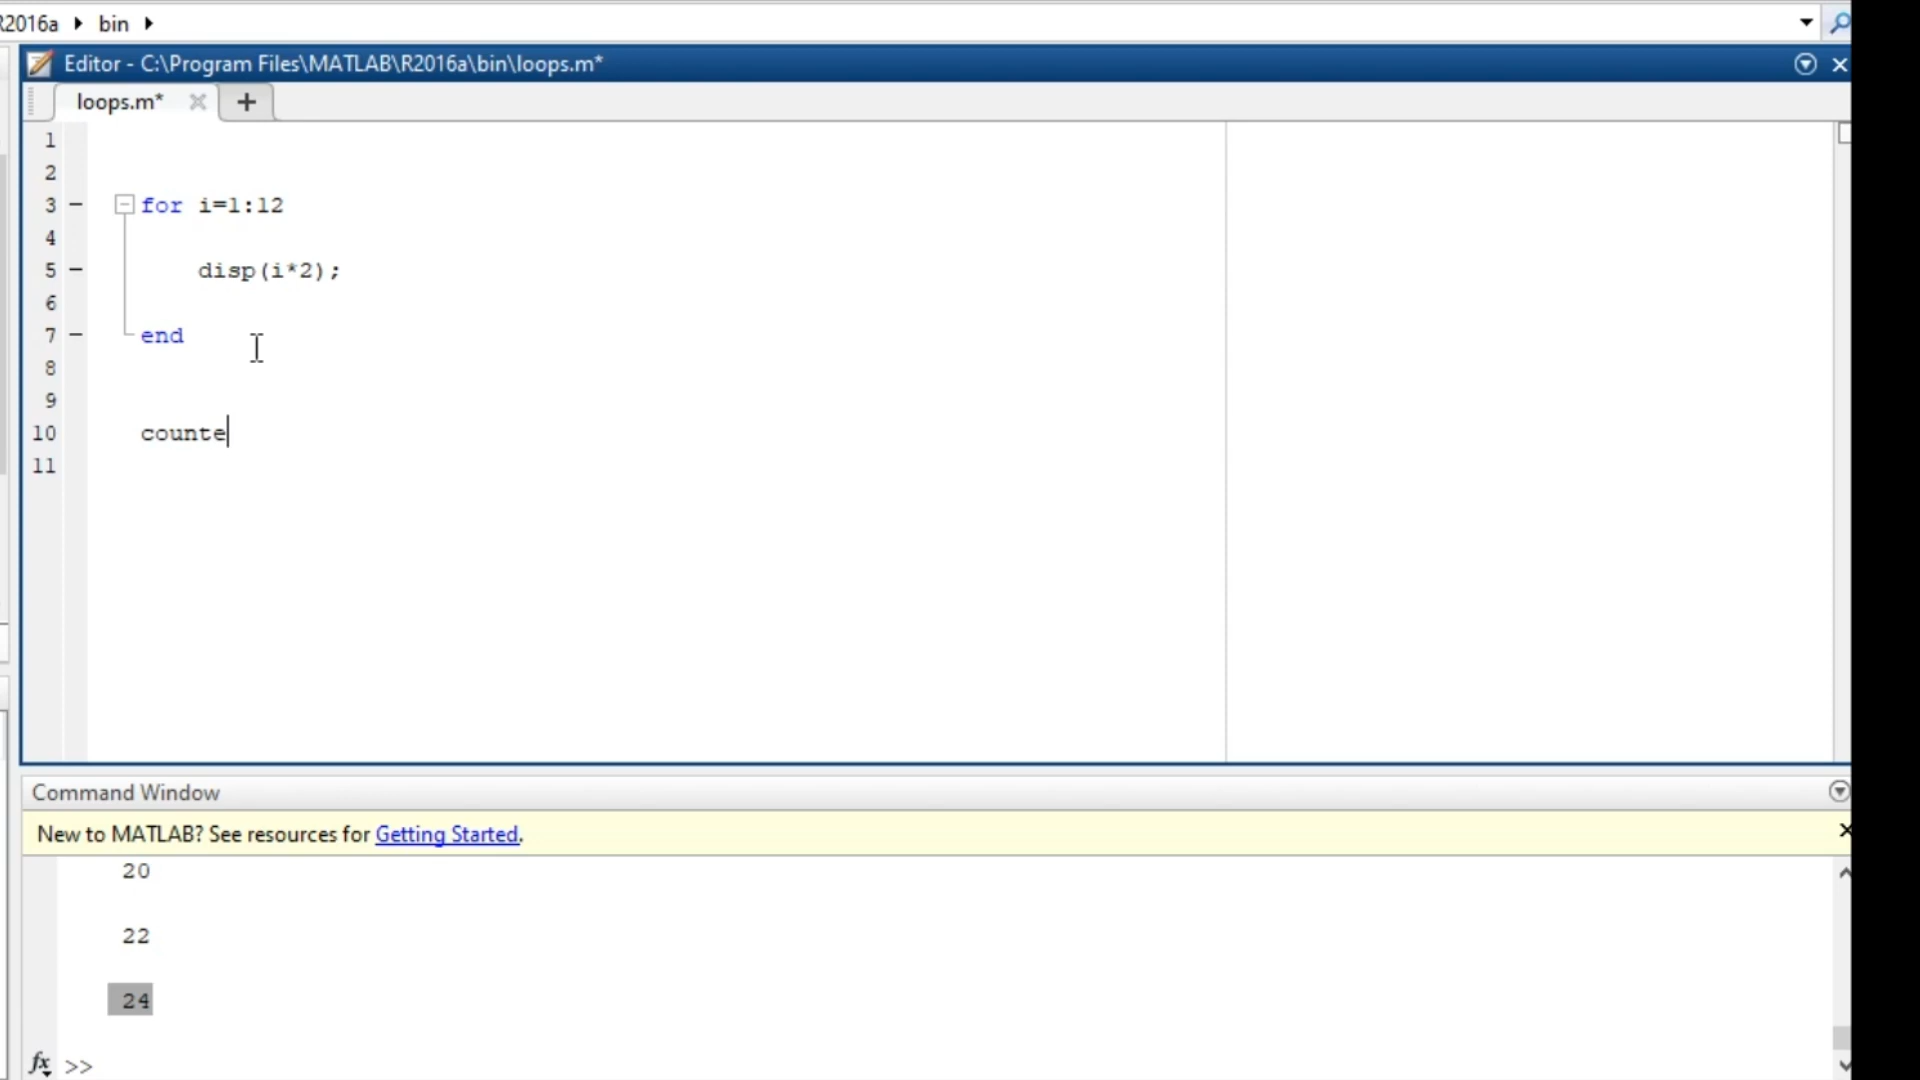 R2016a ▸ bin ▸
Editor - C:\Program Files\MATLAB\R2016a\bin\loops.m*
loops.m*
1
2
3 – for i=1:12
4
5 – disp(i*2);
6
7 – end
8
9
10 counte
11
Command Window
New to MATLAB? See resources for Getting Started.
20
22
24
fx >>